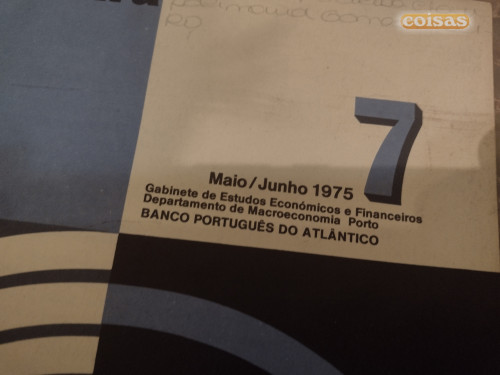 coisas
7
Maio/Junho 1975
Gabinete de Estudos Económicos e Financeiros
Departamento de Macroeconomia Porto
BANCO PORTUGUÊS DO ATLÂNTICO